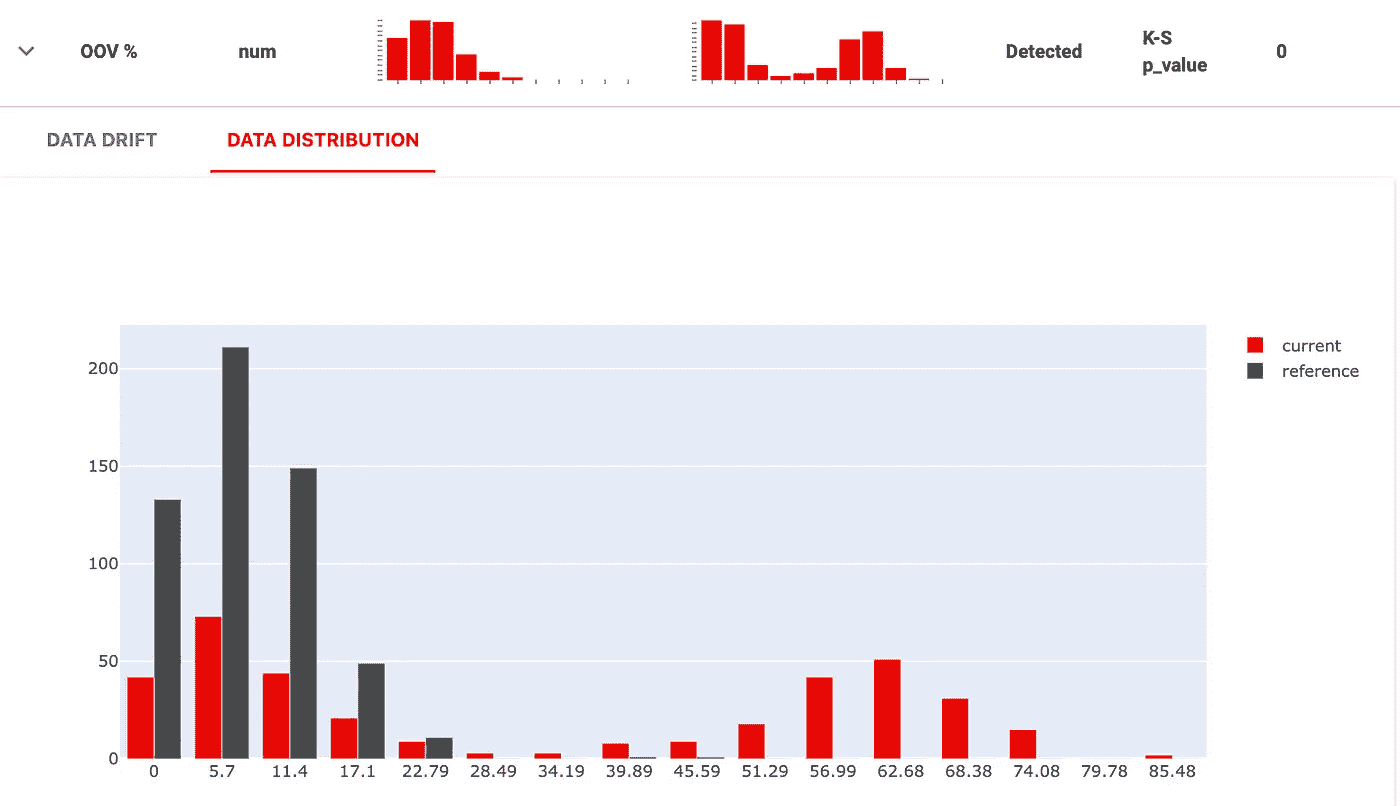 OOV % num Detected K-S p_value 0
DATA DRIFT DATA DISTRIBUTION
current
reference
200
150
100
50
0
0 5.7 11.4 17.1 22.79 28.49 34.19 39.89 45.59 51.29 56.99 62.68 68.38 74.08 79.78 85.48